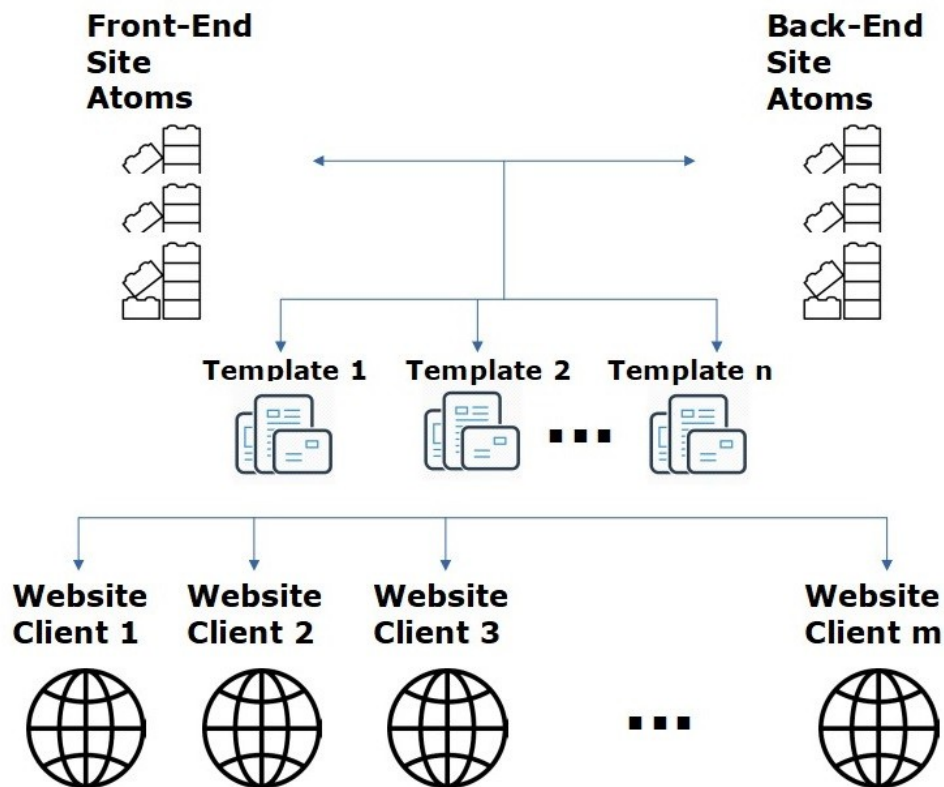 Front-End
Site
Atoms
Back-End
Site
Atoms
Template 1
Template 2
Template n
...
Website
Client 1
Website
Client 2
Website
Client 3
...
Website
Client m